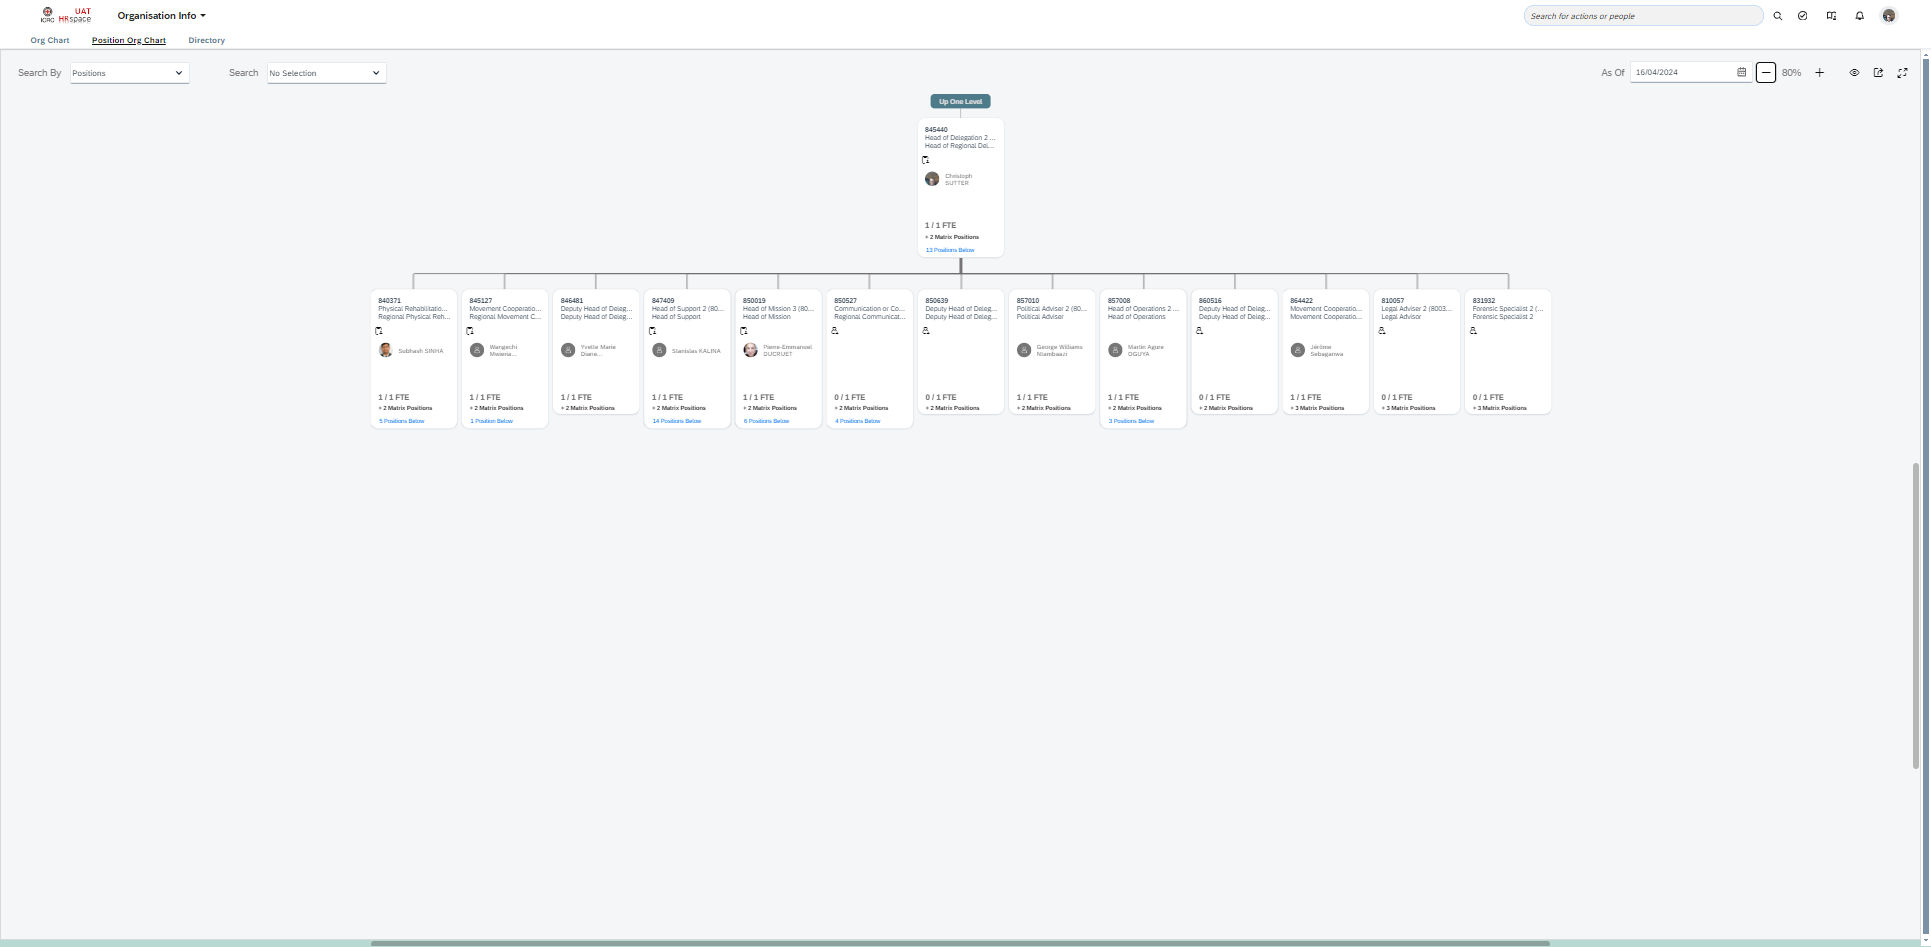 ICRC
UAT
HRspace
Organisation Info
Search for actions or people
Org Chart
Position Org Chart
Directory
Search By
Positions
Search
No Selection
As Of
16/04/2024
80%
Up One Level
845440
Head of Delegation 2 ...
Head of Regional Del...
Christoph
SUTTER
1 / 1 FTE
+ 2 Matrix Positions
13 Positions Below
840371
Physical Rehabilitatio...
Regional Physical Reh...
Subhash SINHA
1 / 1 FTE
+ 2 Matrix Positions
5 Positions Below
845127
Movement Cooperatio...
Regional Movement C...
Wangechi
1 / 1 FTE
+ 2 Matrix Positions
1 Position Below
846481
Deputy Head of Deleg...
Deputy Head of Deleg...
Yvette Marie
Diane...
1 / 1 FTE
+ 2 Matrix Positions
847409
Head of Support 2 (80...
Head of Support
Stanislas KALINA
1 / 1 FTE
+ 2 Matrix Positions
14 Positions Below
850019
Head of Mission 3 (80...
Head of Mission
Pierre-Emmanuel
DUCRUET
1 / 1 FTE
+ 2 Matrix Positions
6 Positions Below
850527
Communication or Co...
Regional Communicat...
0 / 1 FTE
+ 2 Matrix Positions
4 Positions Below
850639
Deputy Head of Deleg...
Deputy Head of Deleg...
0 / 1 FTE
+ 2 Matrix Positions
857010
Political Adviser 2 (80...
Political Adviser
George Williams
1 / 1 FTE
+ 2 Matrix Positions
857008
Head of Operations 2 ...
Head of Operations
Martin Agure
OGUYA
1 / 1 FTE
+ 2 Matrix Positions
3 Positions Below
860516
Deputy Head of Deleg...
Deputy Head of Deleg...
0 / 1 FTE
+ 2 Matrix Positions
864422
Movement Cooperatio...
Movement Cooperatio...
Jérôme
Sebaganwa
1 / 1 FTE
+ 3 Matrix Positions
810057
Legal Adviser 2 (8003...
Legal Advisor
0 / 1 FTE
+ 3 Matrix Positions
831932
Forensic Specialist 2 (...
Forensic Specialist 2
0 / 1 FTE
+ 3 Matrix Positions